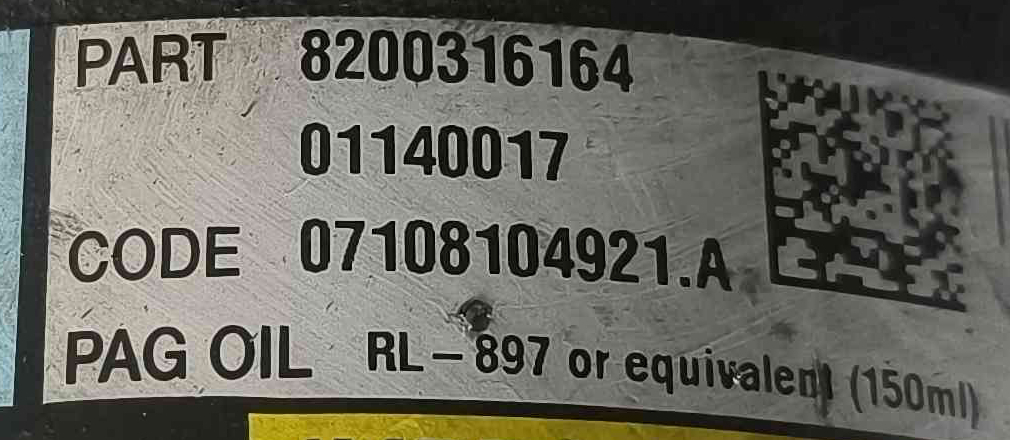 PART 8200316164
01140017
CODE 07108104921.A
PAG OIL RL-897 or equivalent (150ml)